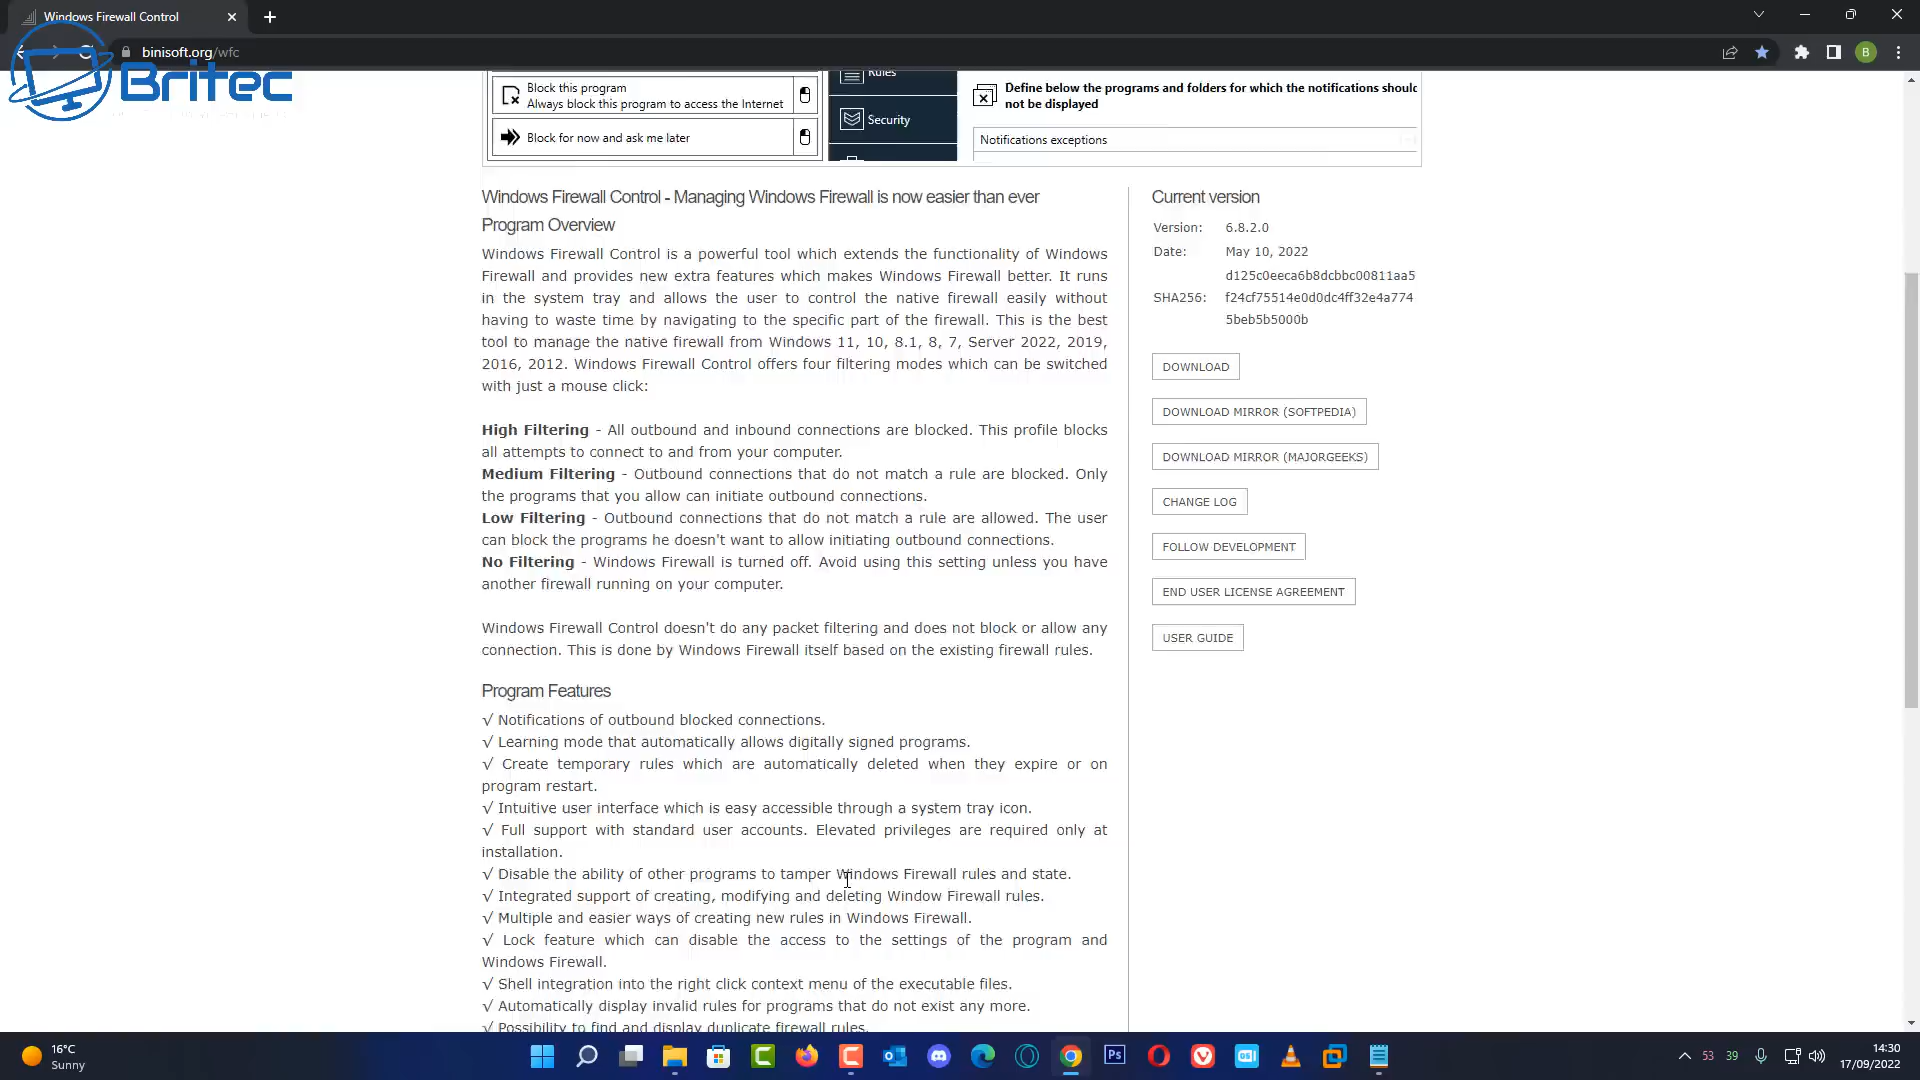 Windows Firewall Control
binisoft.org/wfc
Britec
Block this program
Always block this program to access the Internet
Block for now and ask me later
Rules
Security
Define below the programs and folders for which the notifications shoulc
not be displayed
Notifications exceptions
Windows Firewall Control - Managing Windows Firewall is now easier than ever
Program Overview
Windows Firewall Control is a powerful tool which extends the functionality of Windows
Firewall and provides new extra features which makes Windows Firewall better. It runs
in the system tray and allows the user to control the native firewall easily without
having to waste time by navigating to the specific part of the firewall. This is the best
tool to manage the native firewall from Windows 11, 10, 8.1, 8, 7, Server 2022, 2019,
2016, 2012. Windows Firewall Control offers four filtering modes which can be switched
with just a mouse click:
High Filtering - All outbound and inbound connections are blocked. This profile blocks
all attempts to connect to and from your computer.
Medium Filtering - Outbound connections that do not match a rule are blocked. Only
the programs that you allow can initiate outbound connections.
Low Filtering - Outbound connections that do not match a rule are allowed. The user
can block the programs he doesn't want to allow initiating outbound connections.
No Filtering - Windows Firewall is turned off. Avoid using this setting unless you have
another firewall running on your computer.
Windows Firewall Control doesn't do any packet filtering and does not block or allow any
connection. This is done by Windows Firewall itself based on the existing firewall rules.
Program Features
√ Notifications of outbound blocked connections.
√ Learning mode that automatically allows digitally signed programs.
√ Create temporary rules which are automatically deleted when they expire or on
program restart.
√ Intuitive user interface which is easy accessible through a system tray icon.
√ Full support with standard user accounts. Elevated privileges are required only at
installation.
√ Disable the ability of other programs to tamper Windows Firewall rules and state.
√ Integrated support of creating, modifying and deleting Window Firewall rules.
√ Multiple and easier ways of creating new rules in Windows Firewall.
√ Lock feature which can disable the access to the settings of the program and
Windows Firewall.
√ Shell integration into the right click context menu of the executable files.
√ Automatically display invalid rules for programs that do not exist any more.
√ Possibility to find and display duplicate firewall rules.
Current version
Version: 6.8.2.0
Date: May 10, 2022
d125c0eeca6b8dcbbc00811aa5
SHA256: f24cf75514e0d0dc4ff32e4a774
5beb5b5000b
DOWNLOAD
DOWNLOAD MIRROR (SOFTPEDIA)
DOWNLOAD MIRROR (MAJORGEEKS)
CHANGE LOG
FOLLOW DEVELOPMENT
END USER LICENSE AGREEMENT
USER GUIDE
B
16°C
Sunny
Ps
53 39
14:30
17/09/2022